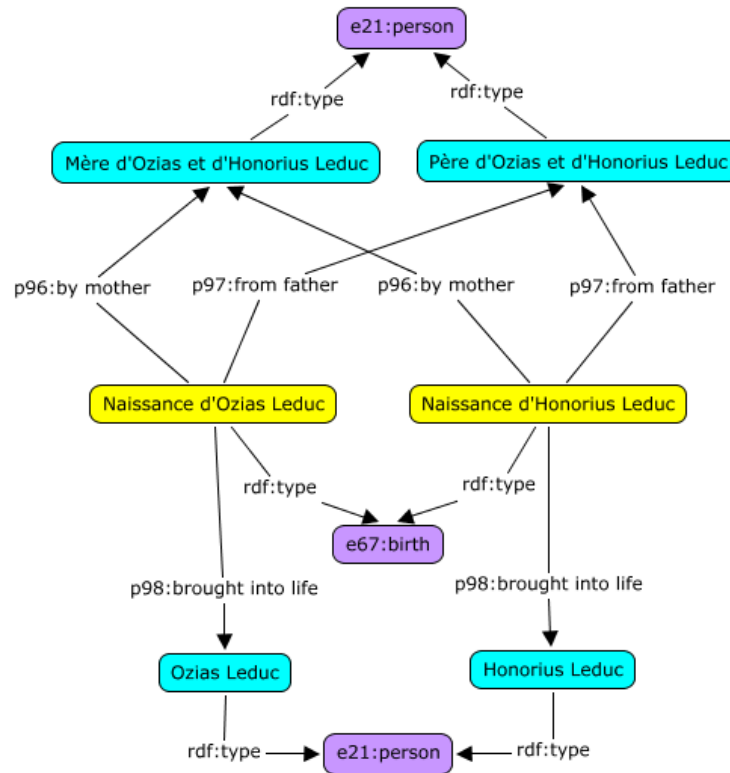 e21:person
rdf:type
rdf:type
Mère d'Ozias et d'Honorius Leduc
Père d'Ozias et d'Honorius Leduc
p96:by mother
p97:from father
p96:by mother
p97:from father
Naissance d'Ozias Leduc
Naissance d'Honorius Leduc
rdf:type
rdf:type
e67:birth
p98:brought into life
p98:brought into life
Ozias Leduc
Honorius Leduc
rdf:type
e21:person
rdf:type